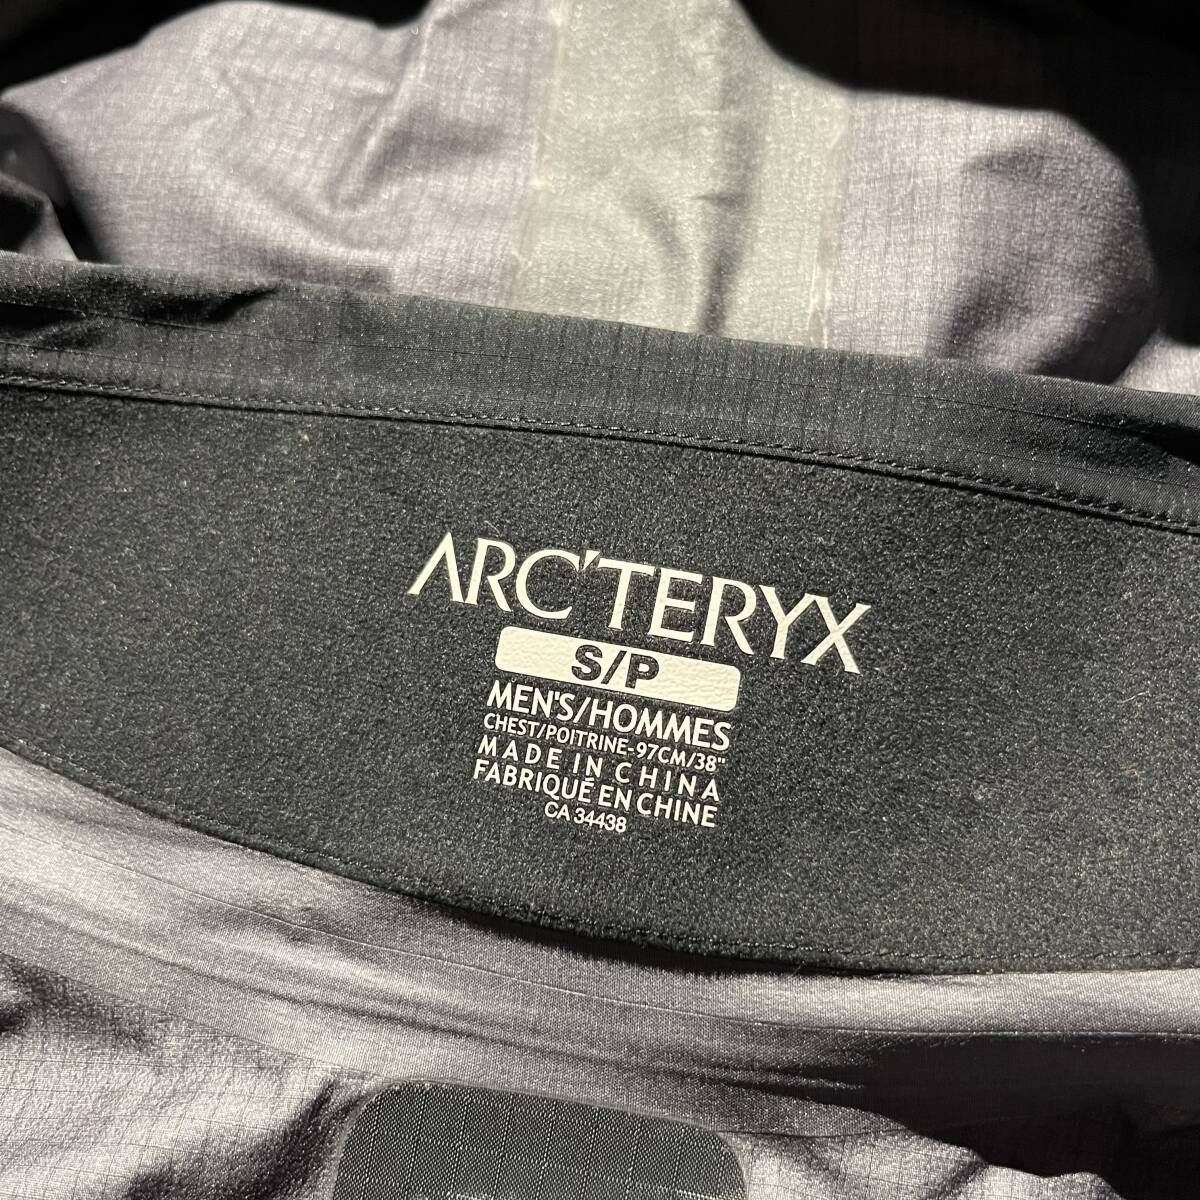 ARC'TERYX
S/P
MEN'S/HOMMES
CHEST/POITRINE-97CM/38"
MADE IN CHINA
FABRIQUÉ EN CHINE
CA 34438